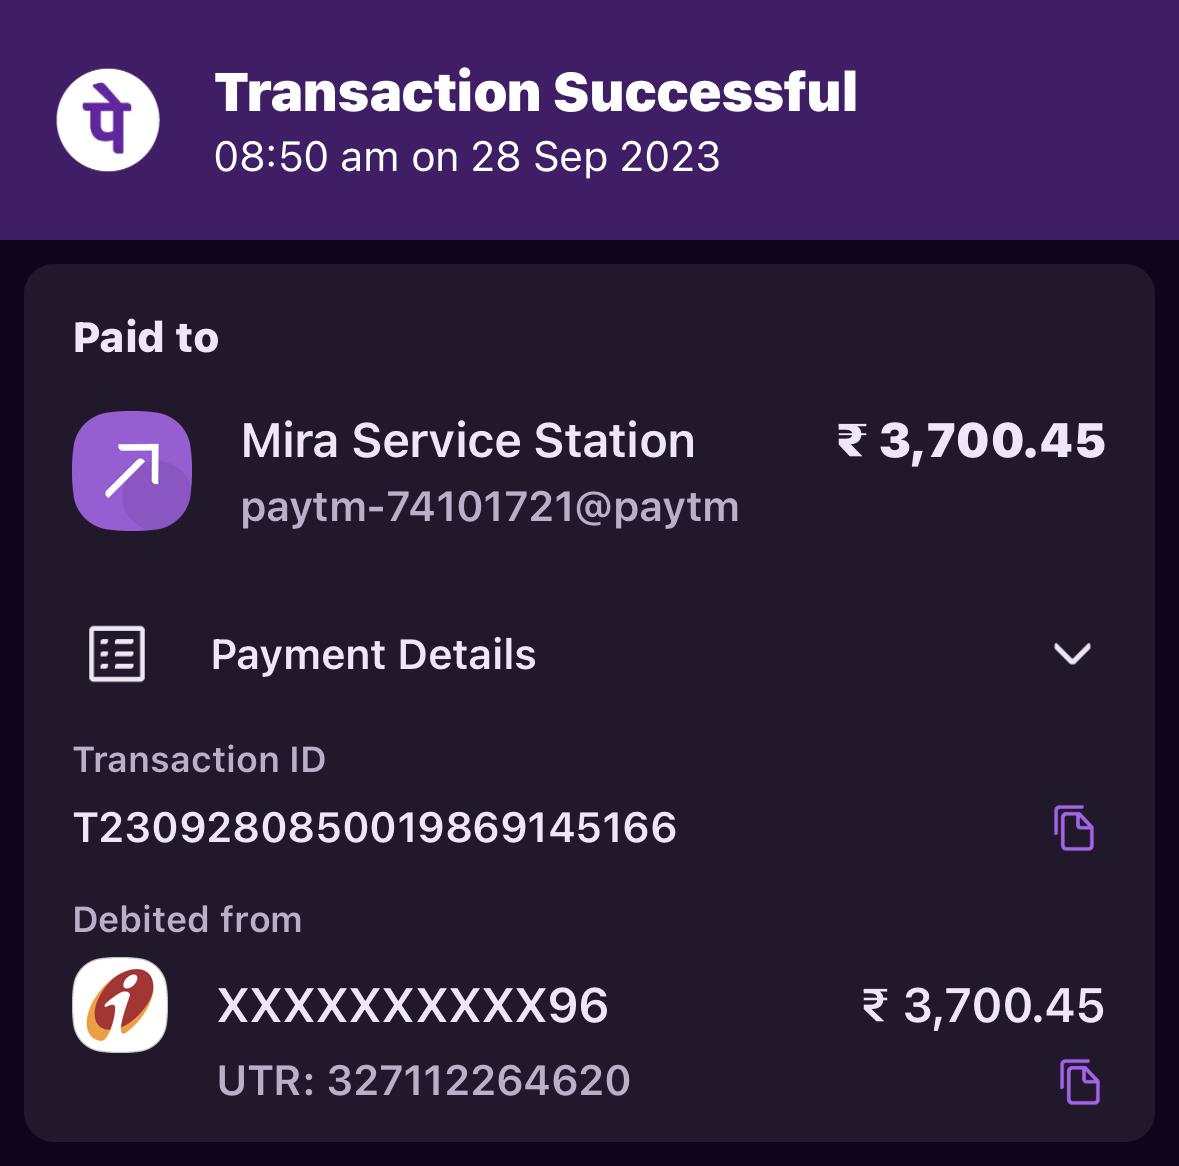 पे
Transaction Successful
08:50 am on 28 Sep 2023
Paid to
Mira Service Station ₹ 3,700.45
paytm-74101721@paytm
Payment Details
Transaction ID
T2309280850019869145166
Debited from
XXXXXXXXXX96 ₹ 3,700.45
UTR: 327112264620